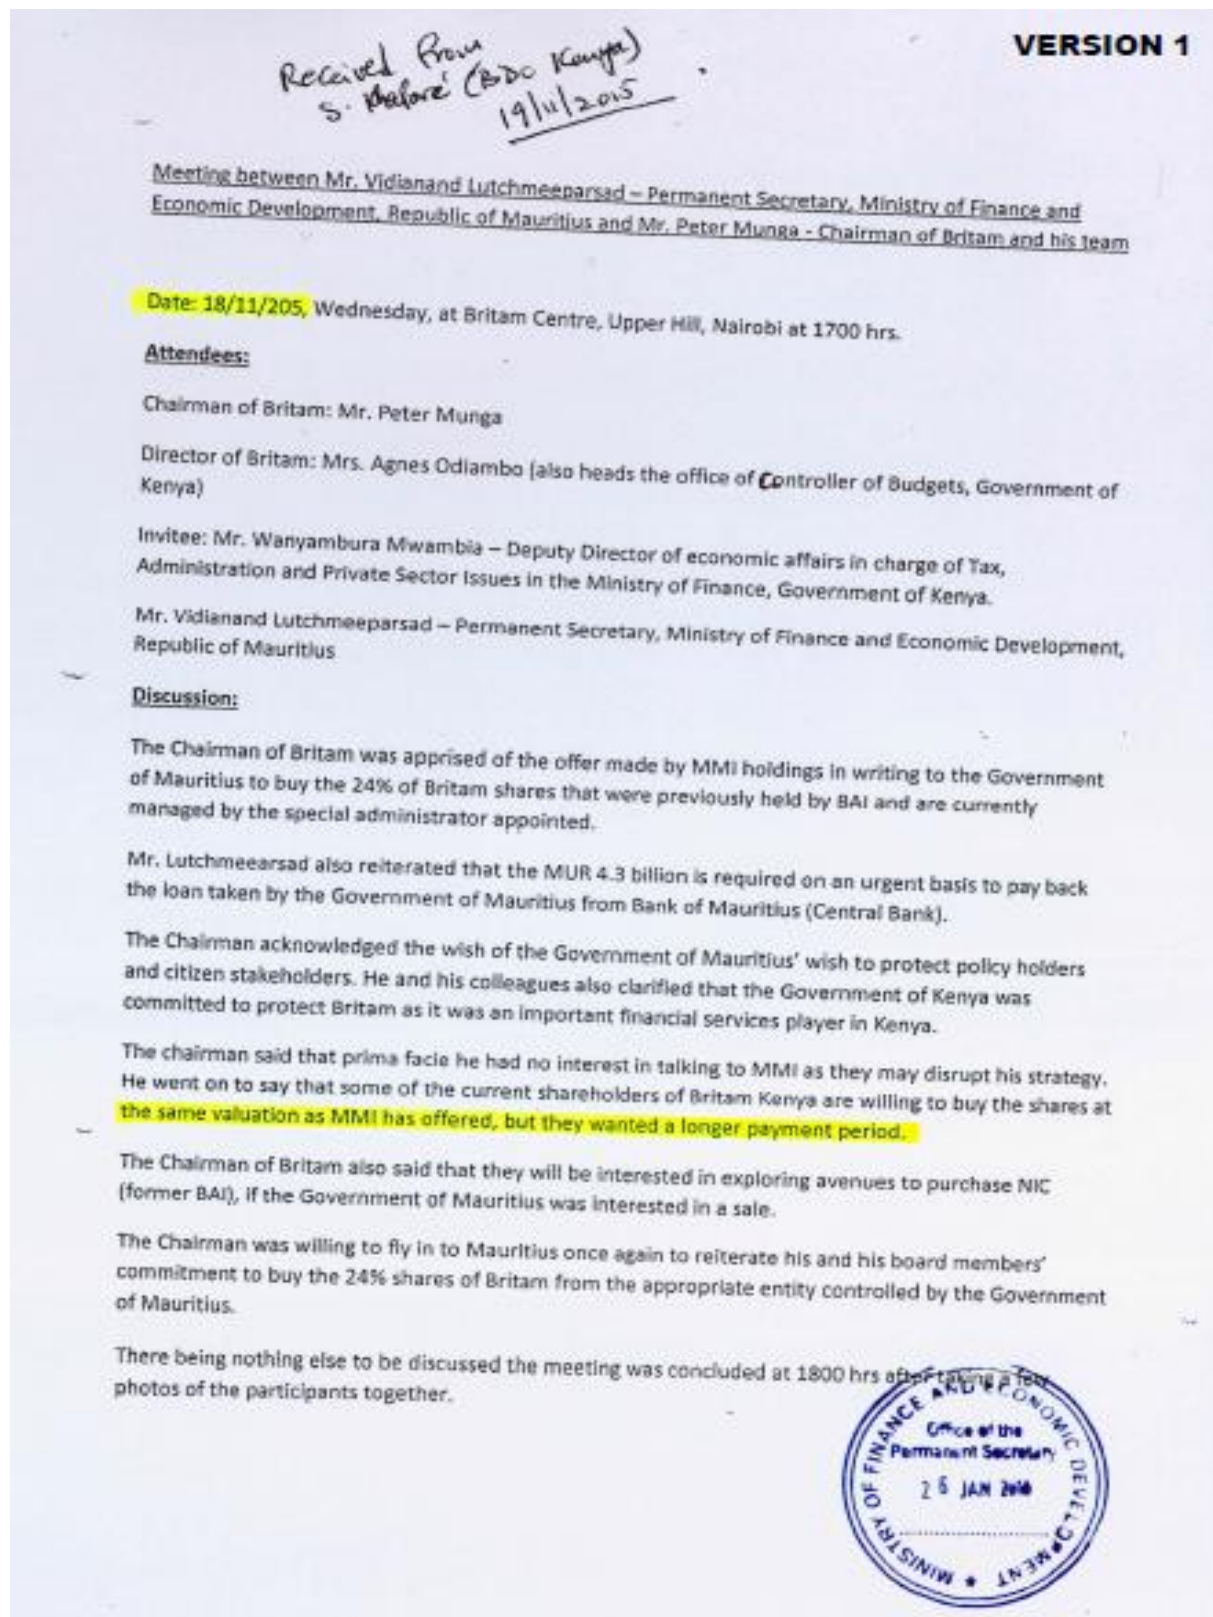 VERSION 1
Received From
S. (BDO Kenya)
19/11/2015
Meeting between Mr. Vidianand Lutchmeeparsad – Permanent Secretary, Ministry of Finance and
Economic Development, Republic of Mauritius and Mr. Peter Munga - Chairman of Britam and his team
Date: 18/11/205, Wednesday, at Britam Centre, Upper Hill, Nairobi at 1700 hrs.
Attendees:
Chairman of Britam: Mr. Peter Munga
Director of Britam: Mrs. Agnes Odiambo (also heads the office of Controller of Budgets, Government of
Kenya)
Invitee: Mr. Wanyambura Mwambia – Deputy Director of economic affairs in charge of Tax,
Administration and Private Sector Issues in the Ministry of Finance, Government of Kenya.
Mr. Vidianand Lutchmeeparsad – Permanent Secretary, Ministry of Finance and Economic Development,
Republic of Mauritius
Discussion:
The Chairman of Britam was apprised of the offer made by MMI holdings in writing to the Government
of Mauritius to buy the 24% of Britam shares that were previously held by BAI and are currently
managed by the special administrator appointed.
Mr. Lutchmeearsad also reiterated that the MUR 4.3 billion is required on an urgent basis to pay back
the loan taken by the Government of Mauritius from Bank of Mauritius (Central Bank).
The Chairman acknowledged the wish of the Government of Mauritius' wish to protect policy holders
and citizen stakeholders. He and his colleagues also clarified that the Government of Kenya was
committed to protect Britam as it was an important financial services player in Kenya.
The chairman said that prima facie he had no interest in talking to MMI as they may disrupt his strategy.
He went on to say that some of the current shareholders of Britam Kenya are willing to buy the shares at
the same valuation as MMI has offered, but they wanted a longer payment period.
The Chairman of Britam also said that they will be interested in exploring avenues to purchase NIC
(former BAI), if the Government of Mauritius was interested in a sale.
The Chairman was willing to fly in to Mauritius once again to reiterate his and his board members'
commitment to buy the 24% shares of Britam from the appropriate entity controlled by the Government
of Mauritius.
There being nothing else to be discussed the meeting was concluded at 1800 hrs after taking a few
photos of the participants together.
MINISTRY OF FINANCE AND ECONOMIC DEVELOPMENT
Office of the
Permanent Secretary
26 JAN 2016